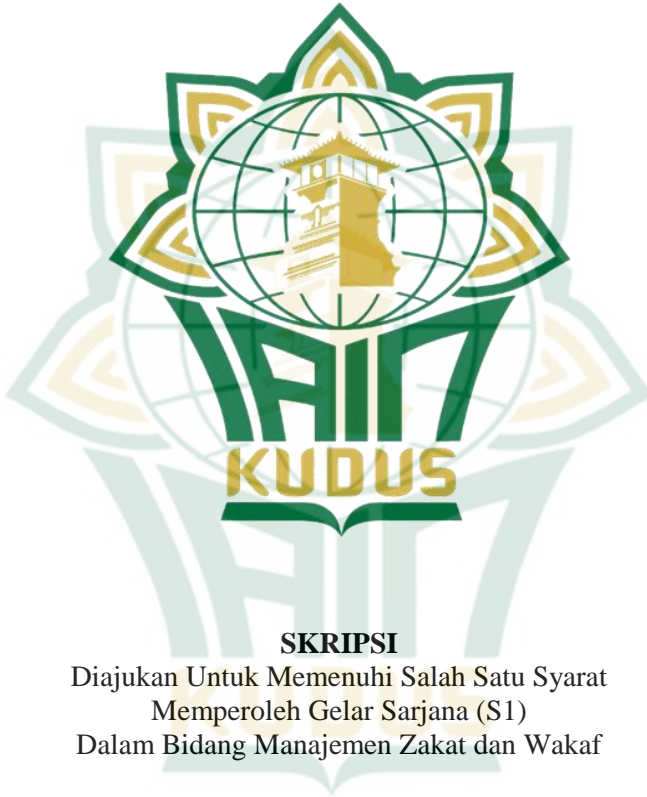 IAIN
KUDUS
SKRIPSI
Diajukan Untuk Memenuhi Salah Satu Syarat
Memperoleh Gelar Sarjana (S1)
Dalam Bidang Manajemen Zakat dan Wakaf